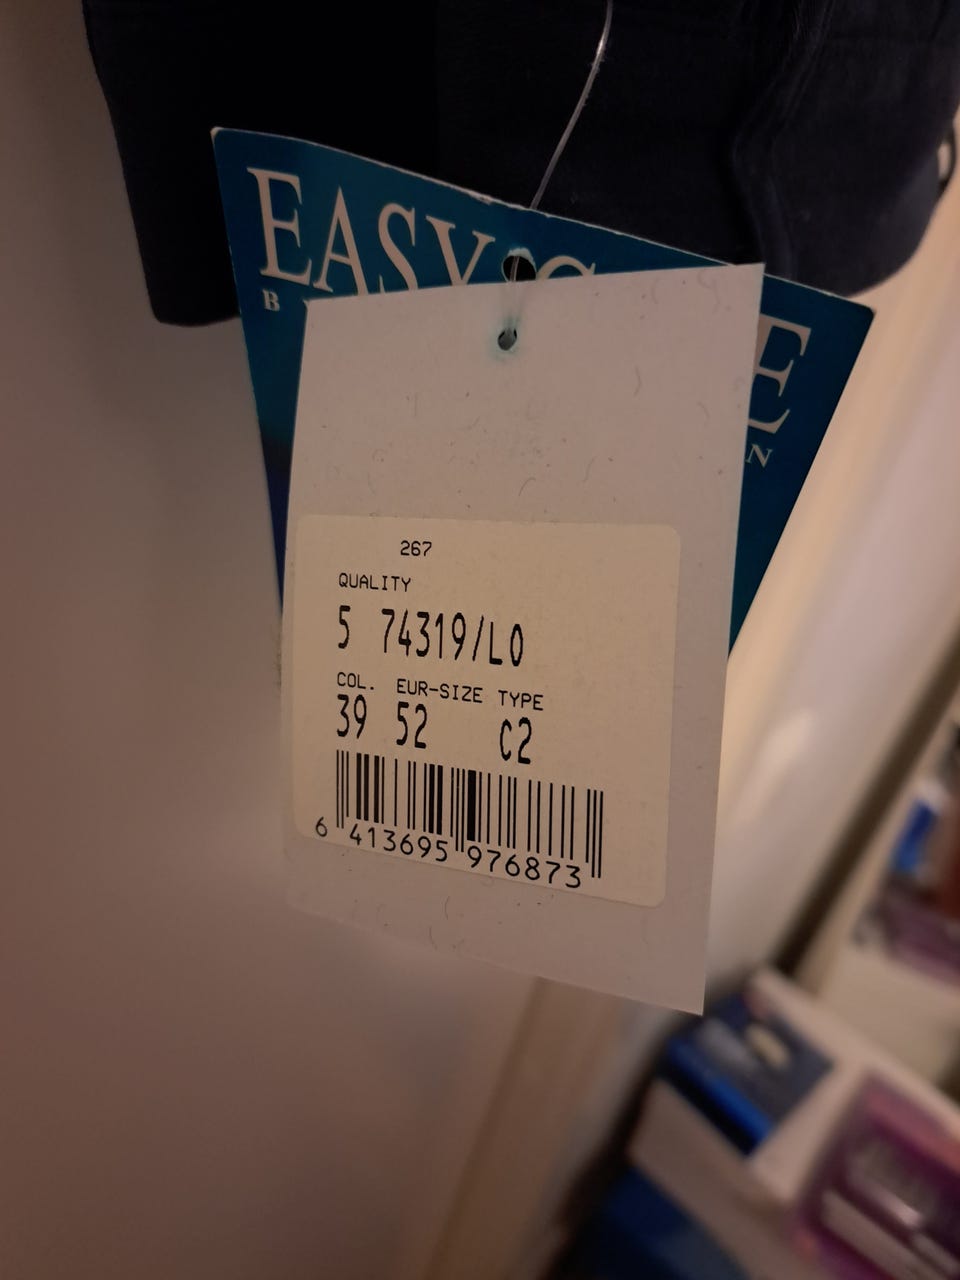 EASY C E
B N
267
QUALITY
5 74319/L0
COL. EUR-SIZE TYPE
39 52 C2
6 413695 976873